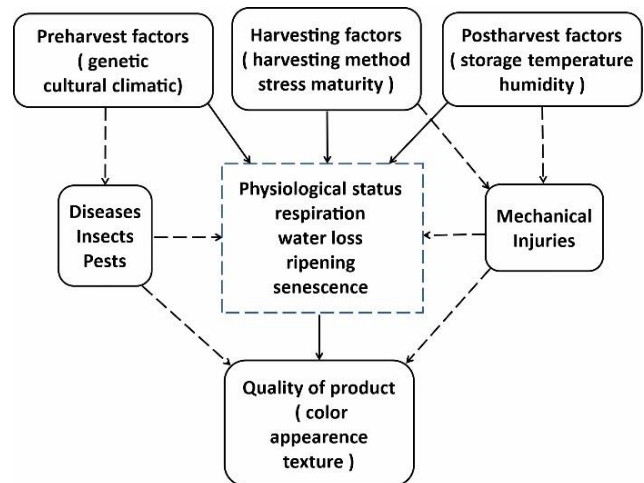 Preharvest factors
( genetic
cultural climatic)
Harvesting factors
( harvesting method
stress maturity )
Postharvest factors
( storage temperature
humidity )
Diseases
Insects
Pests
Physiological status
respiration
water loss
ripening
senescence
Mechanical
Injuries
Quality of product
( color
appearence
texture )